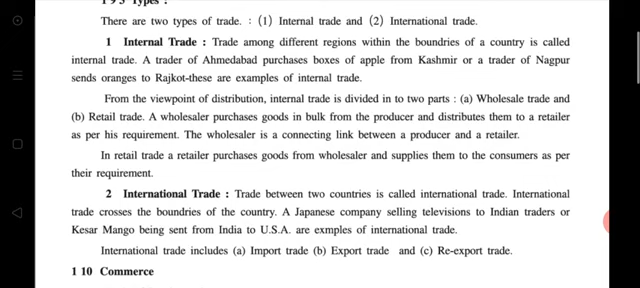 Types :
There are two types of trade. : (1) Internal trade and (2) International trade.
1 Internal Trade : Trade among different regions within the boundries of a country is called
internal trade. A trader of Ahmedabad purchases boxes of apple from Kashmir or a trader of Nagpur
sends oranges to Rajkot-these are examples of internal trade.
From the viewpoint of distribution, internal trade is divided in to two parts : (a) Wholesale trade and
(b) Retail trade. A wholesaler purchases goods in bulk from the producer and distributes them to a retailer
as per his requirement. The wholesaler is a connecting link between a producer and a retailer.
In retail trade a retailer purchases goods from wholesaler and supplies them to the consumers as per
their requirement.
2 International Trade : Trade between two countries is called international trade. International
trade crosses the boundries of the country. A Japanese company selling televisions to Indian traders or
Kesar Mango being sent from India to U.S.A. are exmples of international trade.
International trade includes (a) Import trade (b) Export trade and (c) Re-export trade.
1 10 Commerce